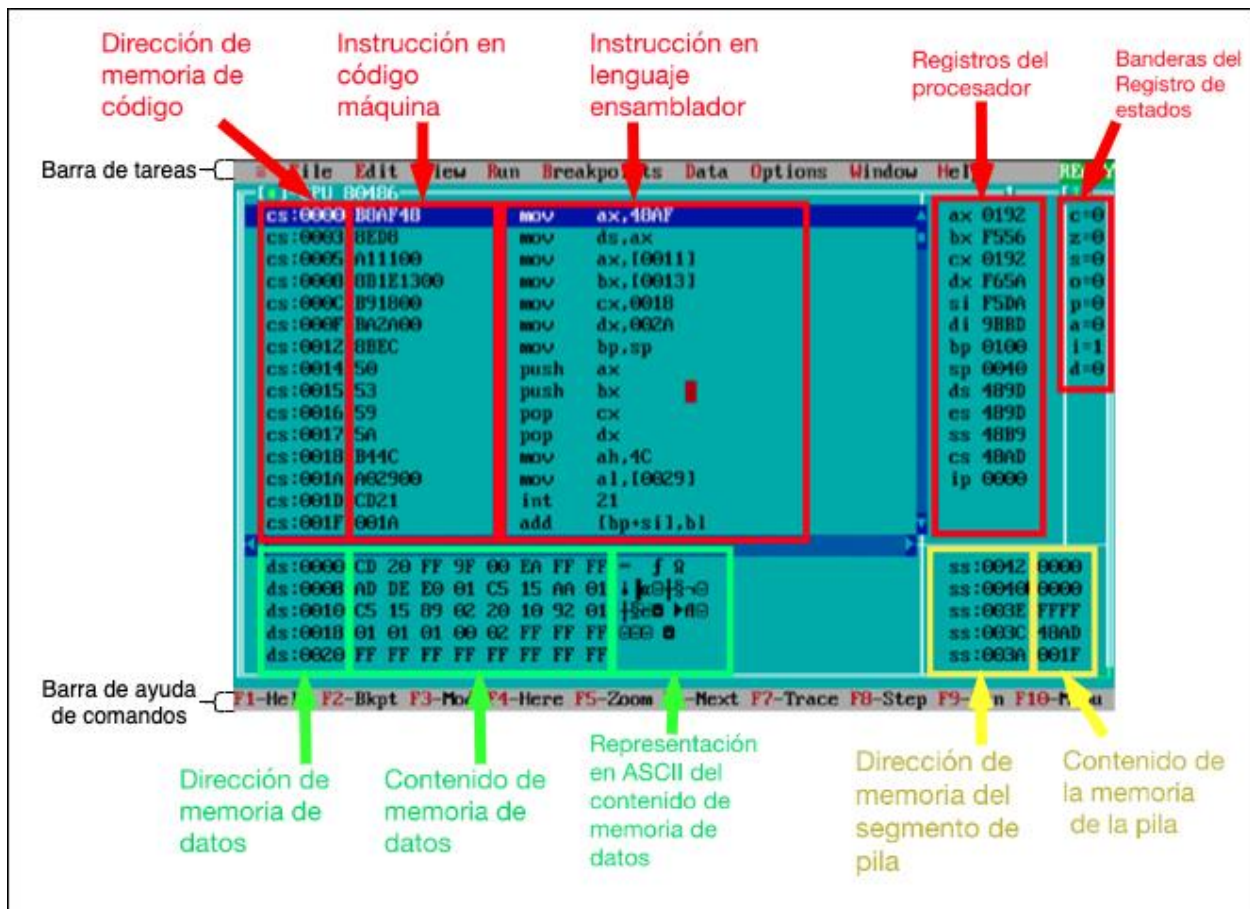 Dirección de
memoria de
código
Instrucción en
código
máquina
Instrucción en
lenguaje
ensamblador
Registros del
procesador
Banderas del
Registro de
estados
Barra de tareas
File Edit View Run Breakpoints Data Options Window Help READY
CPU 80486 1
cs:0000 B8AF48 mov ax,48AF
cs:0003 8ED8 mov ds,ax
cs:0005 A11100 mov ax,[0011]
cs:0008 8B1E1300 mov bx,[0013]
cs:000C B91800 mov cx,0018
cs:000F BA2A00 mov dx,002A
cs:0012 8BEC mov bp,sp
cs:0014 50 push ax
cs:0015 53 push bx
cs:0016 59 pop cx
cs:0017 5A pop dx
cs:0018 B44C mov ah,4C
cs:001A A02900 mov al,[0029]
cs:001D CD21 int 21
cs:001F 001A add [bp+si],bl
ax 0192 c=0
bx F556 z=0
cx 0192 s=0
dx F65A o=0
si F5DA p=0
di 9BBD a=0
bp 0100 i=1
sp 0040 d=0
ds 489D
es 489D
ss 48B9
cs 48AD
ip 0000
ds:0000 CD 20 FF 9F 00 EA FF FF = ƒ Ω
ds:0008 AD DE E0 01 C5 15 AA 01
ds:0010 C5 15 89 02 20 10 92 01
ds:0018 01 01 01 00 02 FF FF FF
ds:0020 FF FF FF FF FF FF FF FF
ss:0042 0000
ss:0040 0000
ss:003E FFFF
ss:003C 48AD
ss:003A 001F
Barra de ayuda
de comandos
F1-Help F2-Bkpt F3-Mod F4-Here F5-Zoom -Next F7-Trace F8-Step F9-Run F10-Menu
Dirección de
memoria de
datos
Contenido de
memoria de
datos
Representación
en ASCII del
contenido de
memoria de
datos
Dirección de
memoria del
segmento de
pila
Contenido de
la memoria
de la pila